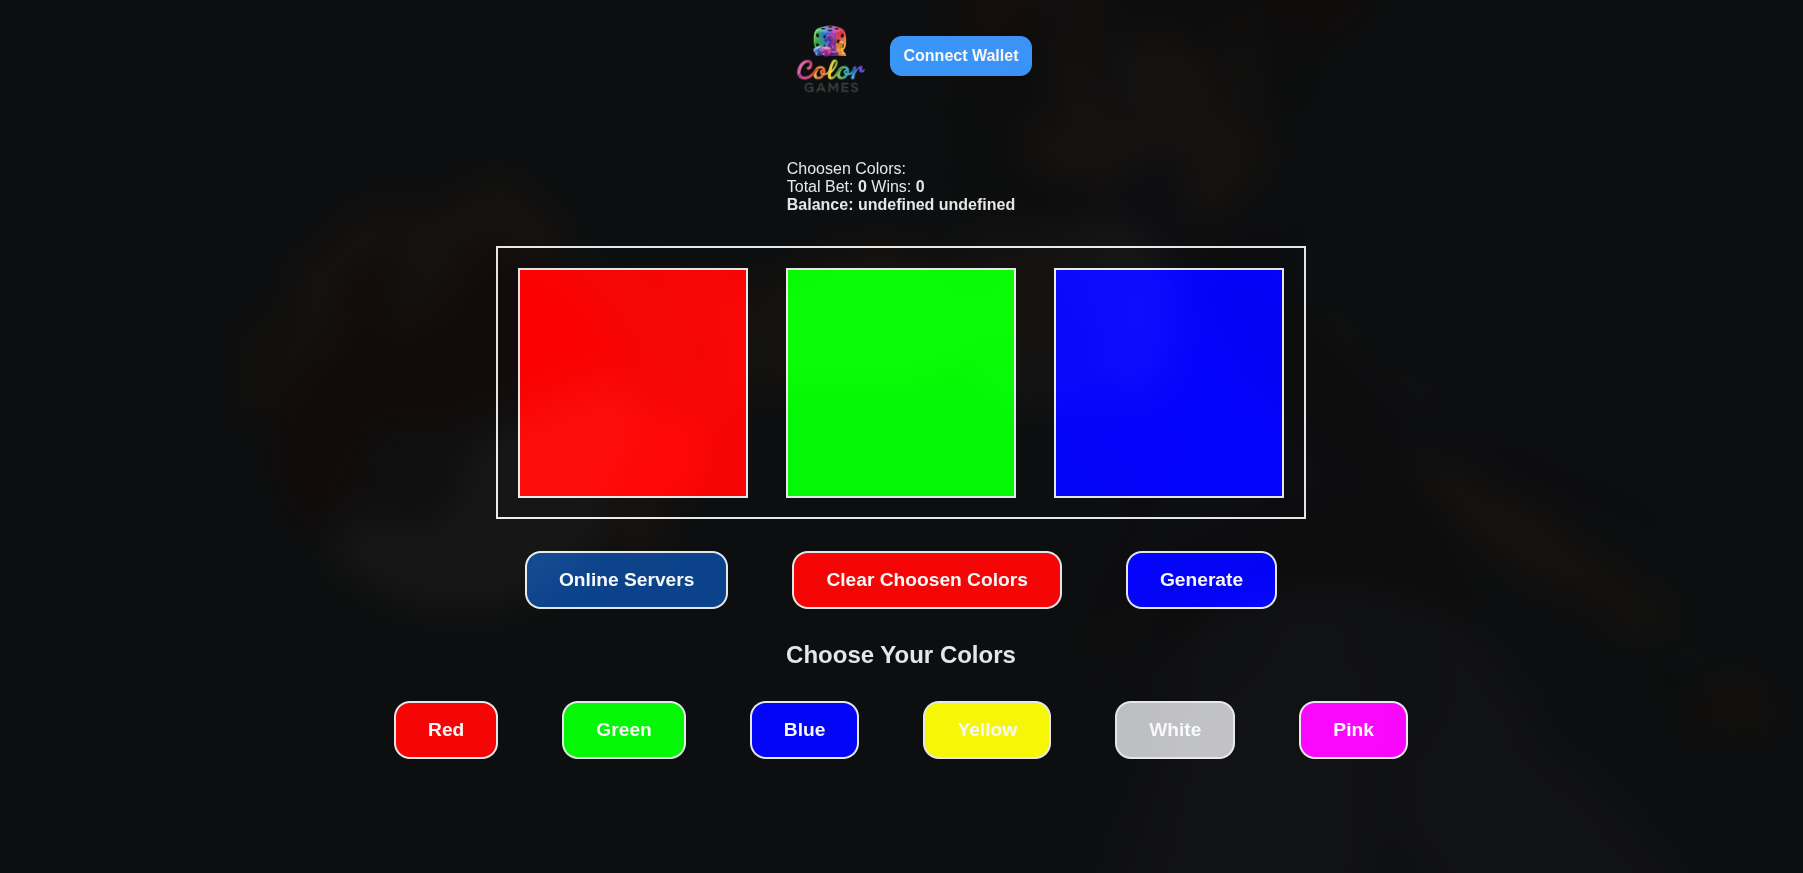 Color
GAMES
Connect Wallet
Choosen Colors:
Total Bet: 0 Wins: 0
Balance: undefined undefined
Online Servers
Clear Choosen Colors
Generate
Choose Your Colors
Red
Green
Blue
Yellow
White
Pink